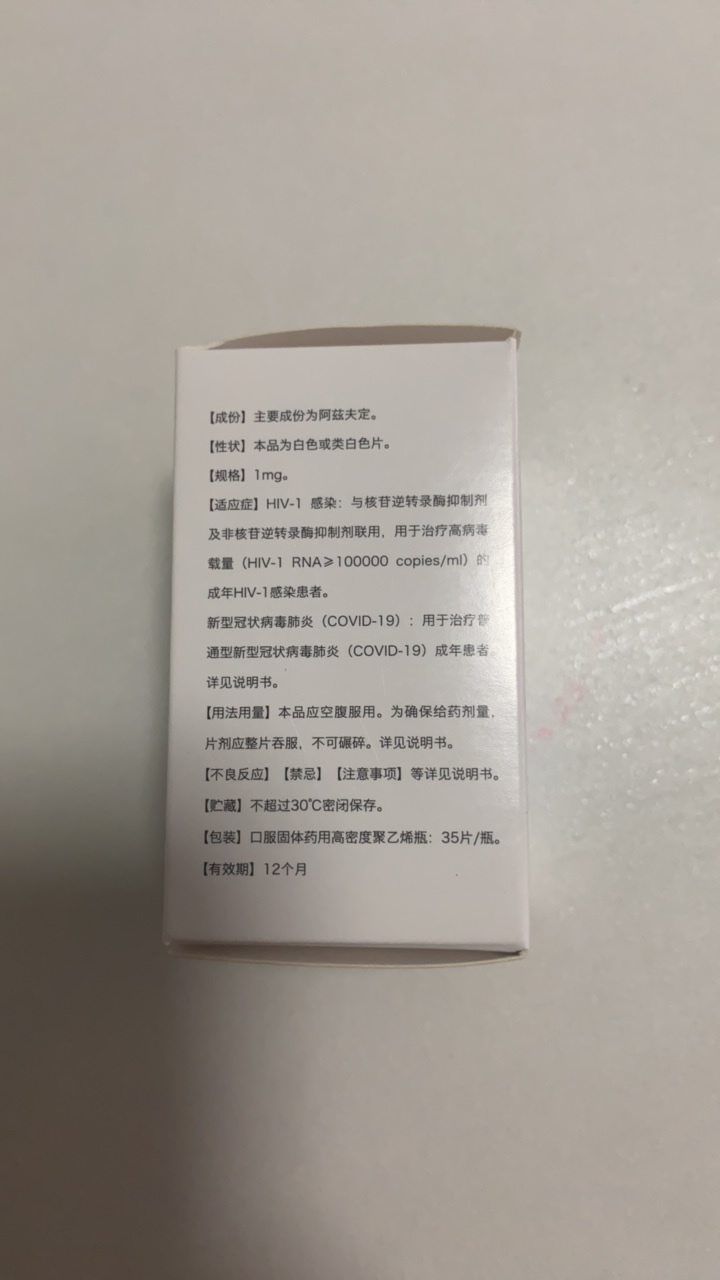 【成份】主要成份为阿兹夫定。
【性状】本品为白色或类白色片。
【规格】1mg。
【适应症】HIV-1 感染：与核苷逆转录酶抑制剂
及非核苷逆转录酶抑制剂联用，用于治疗高病毒
载量（HIV-1 RNA≥100000 copies/ml）的
成年HIV-1感染患者。
新型冠状病毒肺炎（COVID-19）：用于治疗普
通型新型冠状病毒肺炎（COVID-19）成年患者。
详见说明书。
【用法用量】本品应空腹服用。为确保给药剂量，
片剂应整片吞服，不可碾碎。详见说明书。
【不良反应】【禁忌】【注意事项】等详见说明书。
【贮藏】不超过30℃密闭保存。
【包装】口服固体药用高密度聚乙烯瓶：35片/瓶。
【有效期】12个月